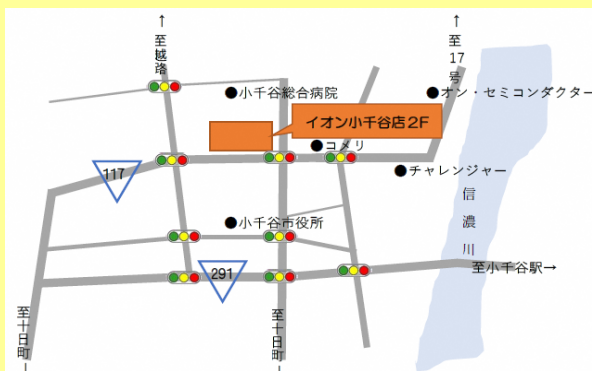 ↑
至越路
↑
至17号
●小千谷総合病院
●オン・セミコンダクター
イオン小千谷店2F
●コメリ
●チャレンジャー
117
信濃川
●小千谷市役所
291
至小千谷駅→
至十日町
↓
至十日町
↓